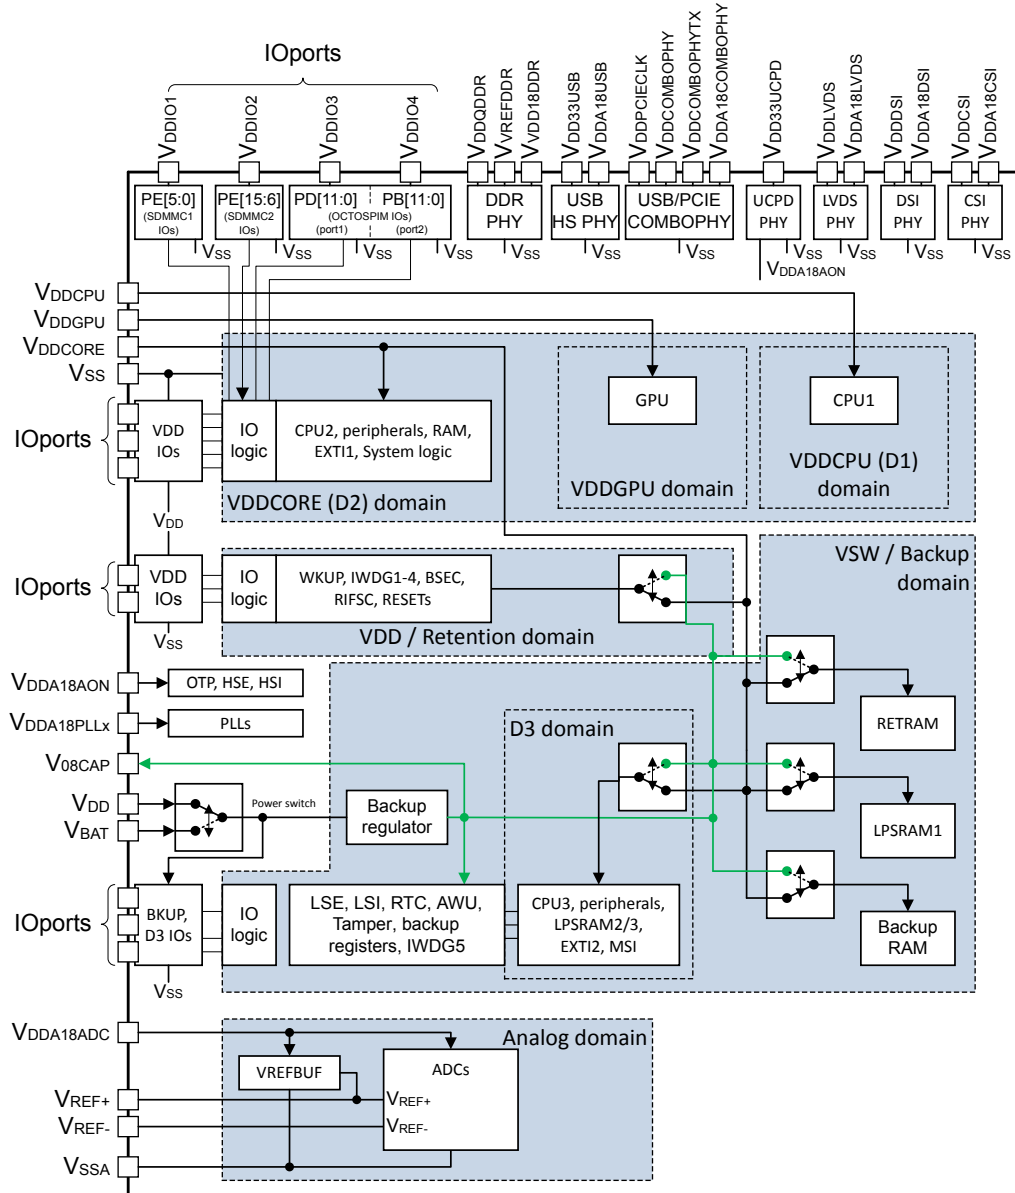 IOports
VDDIO1
VDDIO2
VDDIO3
VDDIO4
VDDQDDR
VVREFDDR
VVDD18DDR
VDD33USB
VDDA18USB
VDDPCIECLK
VDDCOMBOPHY
VDDCOMBOPHYTX
VDDA18COMBOPHY
VDD33UCPD
VDDLVDS
VDDA18LVDS
VDDDSI
VDDA18DSI
VDDCSI
VDDA18CSI
PE[5:0]
(SDMMC1
IOs)
PE[15:6]
(SDMMC2
IOs)
PD[11:0]
PB[11:0]
(OCTOSPIM IOs)
(port1)
(port2)
DDR
PHY
USB
HS PHY
USB/PCIE
COMBOPHY
UCPD
PHY
LVDS
PHY
DSI
PHY
CSI
PHY
VSS
VSS
VSS
VSS
VSS
VSS
VSS
VSS
VSS
VSS
VDDA18AON
VDDCPU
VDDGPU
VDDCORE
VSS
IOports
VDD
IOs
IO
logic
CPU2, peripherals, RAM,
EXTI1, System logic
GPU
CPU1
VDDCORE (D2) domain
VDDGPU domain
VDDCPU (D1)
domain
VDD
IOports
VDD
IOs
IO
logic
WKUP, IWDG1-4, BSEC,
RIFSC, RESETs
VDD / Retention domain
VSW / Backup
domain
VSS
VDDA18AON
OTP, HSE, HSI
VDDA18PLLx
PLLs
RETRAM
D3 domain
V08CAP
VDD
VBAT
Power switch
Backup
regulator
LPSRAM1
IOports
BKUP,
D3 IOs
IO
logic
LSE, LSI, RTC, AWU,
Tamper, backup
registers, IWDG5
CPU3, peripherals,
LPSRAM2/3,
EXTI2, MSI
Backup
RAM
VSS
VDDA18ADC
Analog domain
VREFBUF
ADCs
VREF+
VREF+
VREF-
VREF-
VSSA